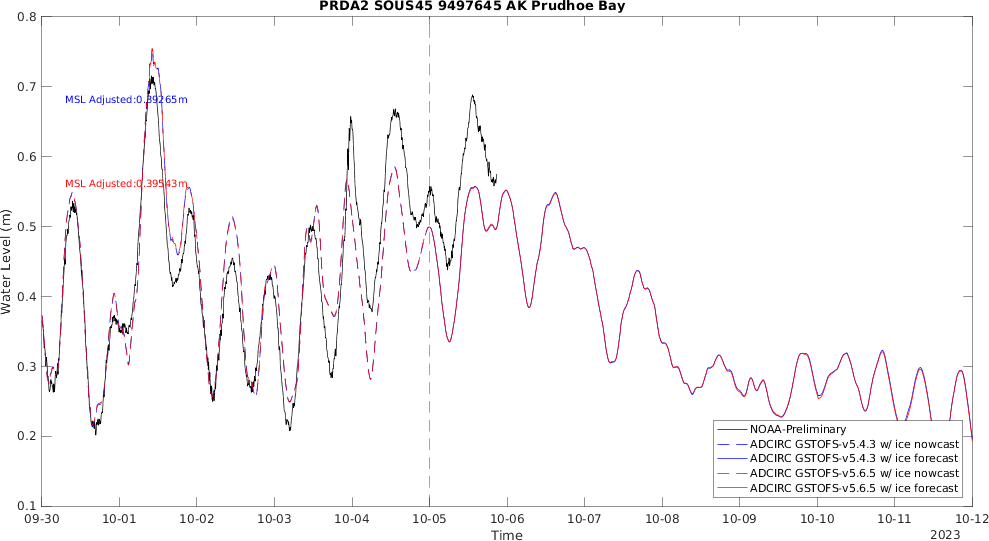 PRDA2 SOUS45 9497645 AK Prudhoe Bay
0.8
0.7
0.6
0.5
0.4
0.3
0.2
0.1
Water Level (m)
MSL Adjusted:0.39265m
MSL Adjusted:0.39543m
NOAA-Preliminary
ADCIRC GSTOFS-v5.4.3 w/ ice nowcast
ADCIRC GSTOFS-v5.4.3 w/ ice forecast
ADCIRC GSTOFS-v5.6.5 w/ ice nowcast
ADCIRC GSTOFS-v5.6.5 w/ ice forecast
09-30 10-01 10-02 10-03 10-04 10-05 10-06 10-07 10-08 10-09 10-10 10-11 10-12
Time
2023